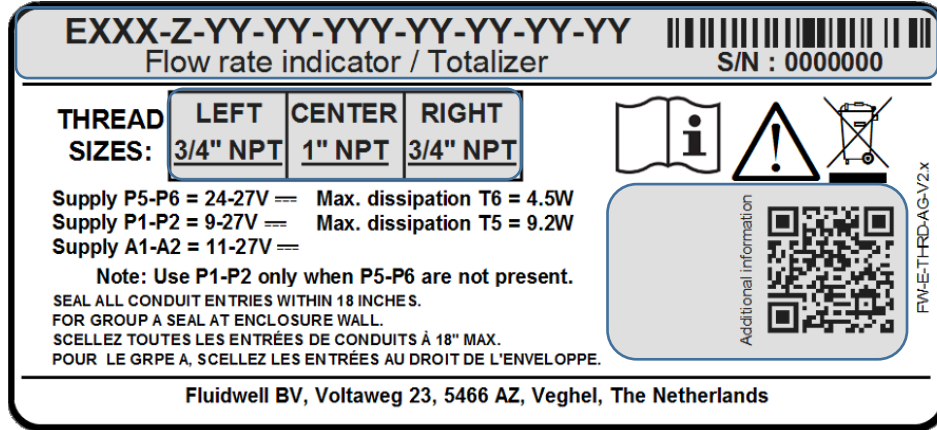 EXXX-Z-YY-YY-YYY-YY-YY-YY-YY
Flow rate indicator / Totalizer
S/N : 0000000
THREAD SIZES:
LEFT CENTER RIGHT
3/4" NPT 1" NPT 3/4" NPT
i
Supply P5-P6 = 24-27V ⎓ Max. dissipation T6 = 4.5W
Supply P1-P2 = 9-27V ⎓ Max. dissipation T5 = 9.2W
Supply A1-A2 = 11-27V ⎓
Note: Use P1-P2 only when P5-P6 are not present.
SEAL ALL CONDUIT ENTRIES WITHIN 18 INCHES.
FOR GROUP A SEAL AT ENCLOSURE WALL.
SCELLEZ TOUTES LES ENTRÉES DE CONDUITS À 18" MAX.
POUR LE GRPE A, SCELLEZ LES ENTRÉES AU DROIT DE L'ENVELOPPE.
Additional information
FW-E-THRD-AG-V2.x
Fluidwell BV, Voltaweg 23, 5466 AZ, Veghel, The Netherlands